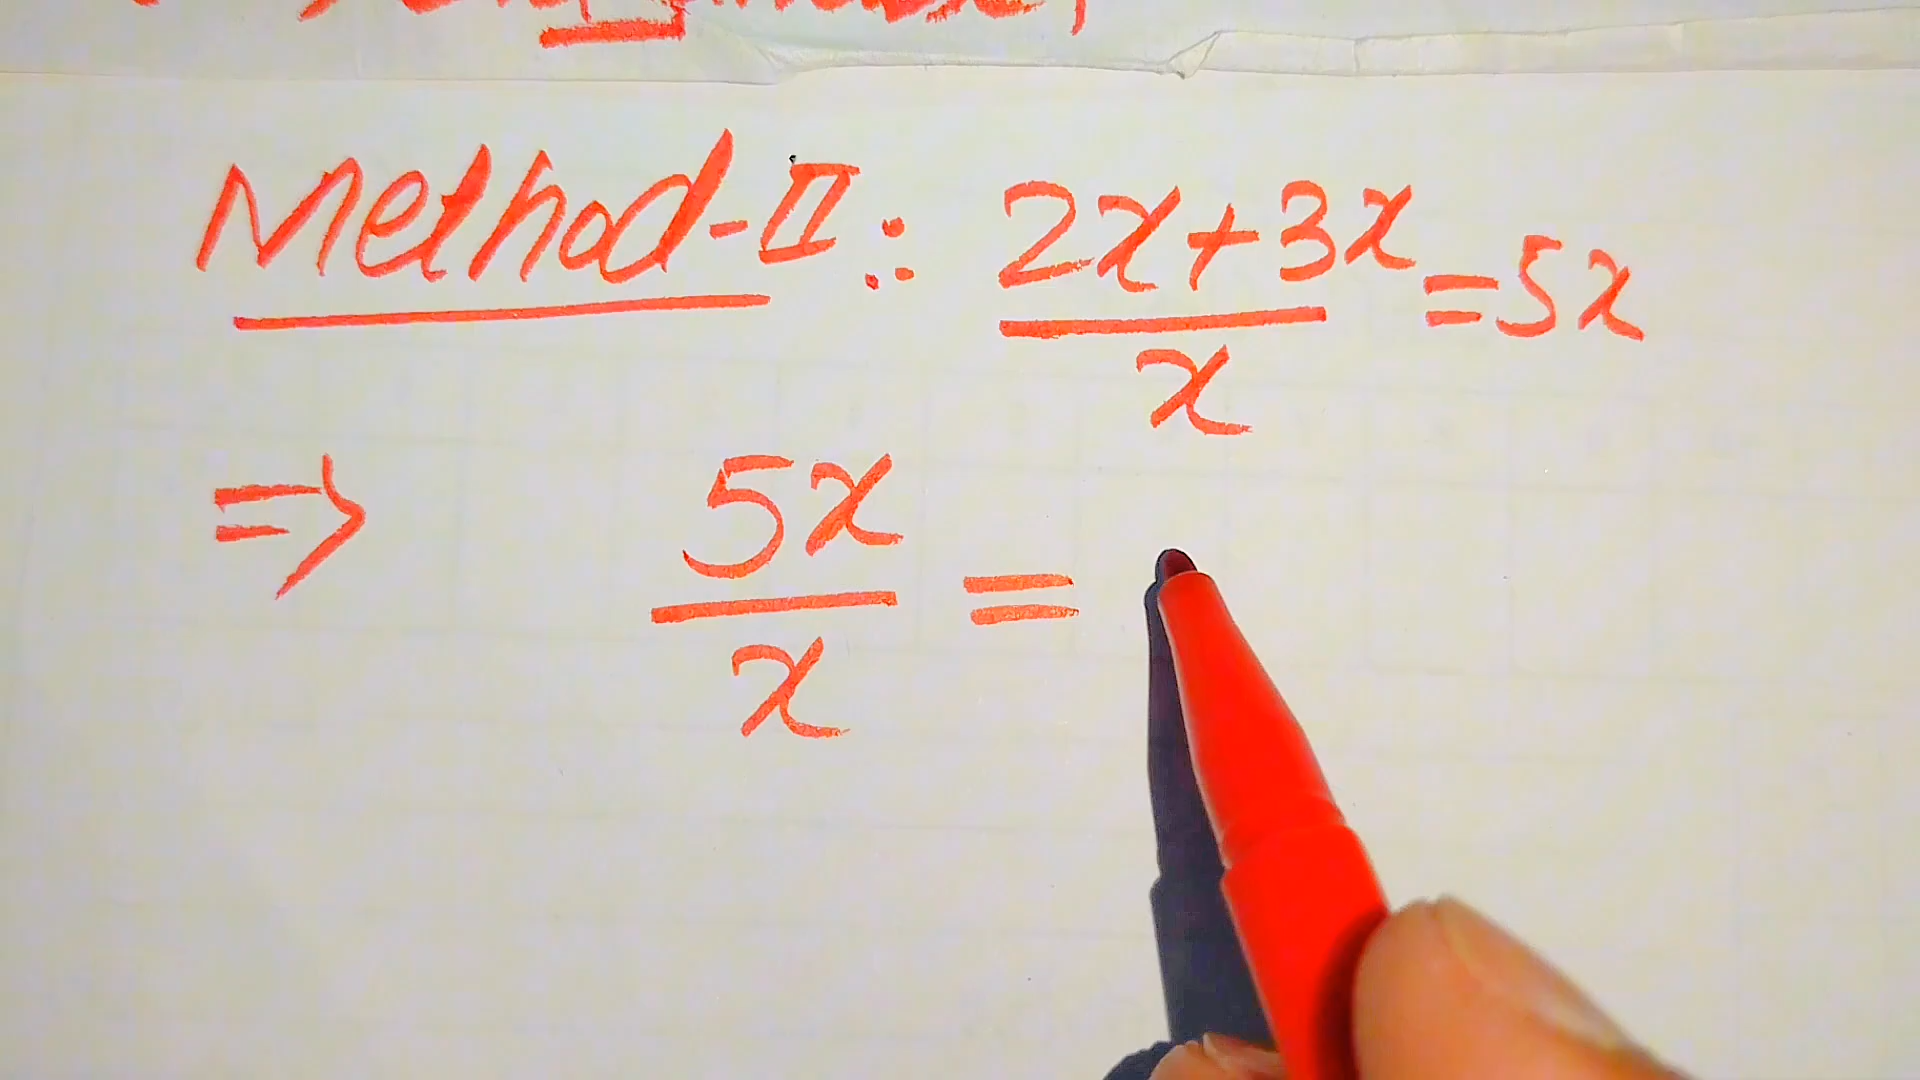 Method-II: 2x+3x/x=5x
=> 5x/x =